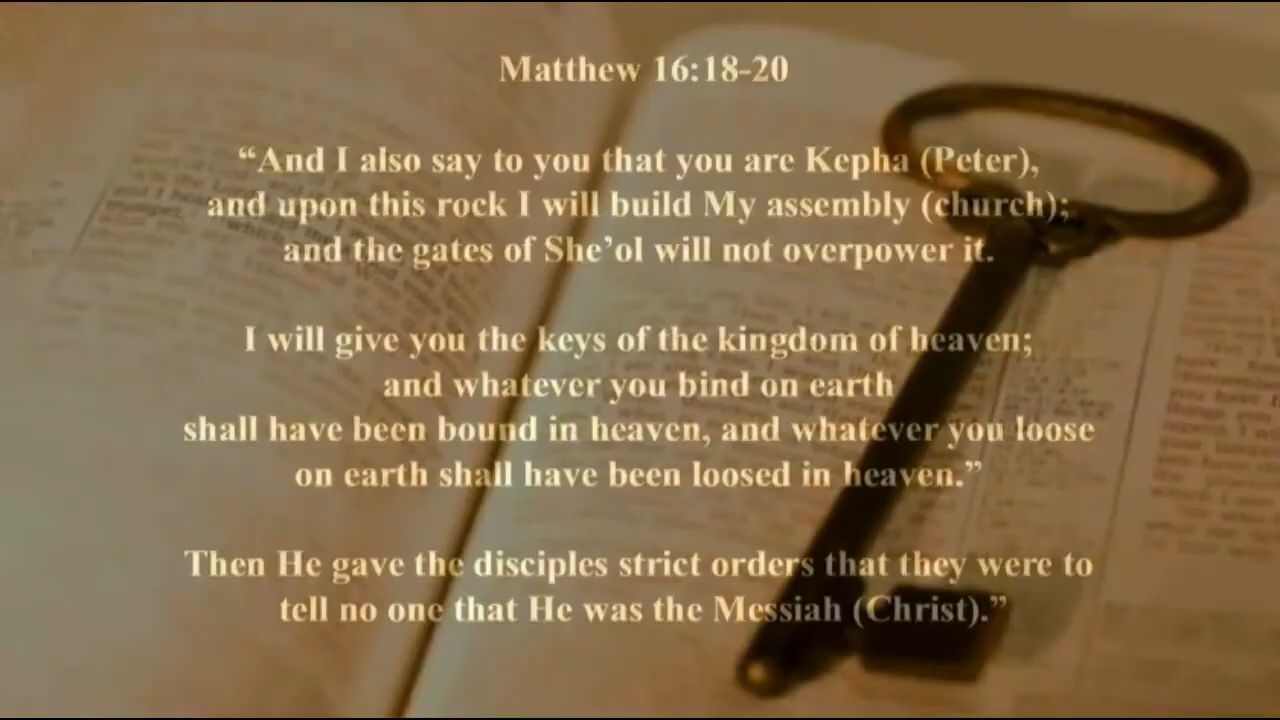 Matthew 16:18-20
“And I also say to you that you are Kepha (Peter),
and upon this rock I will build My assembly (church);
and the gates of She’ol will not overpower it.
I will give you the keys of the kingdom of heaven;
and whatever you bind on earth
shall have been bound in heaven, and whatever you loose
on earth shall have been loosed in heaven.”
Then He gave the disciples strict orders that they were to
tell no one that He was the Messiah (Christ).”